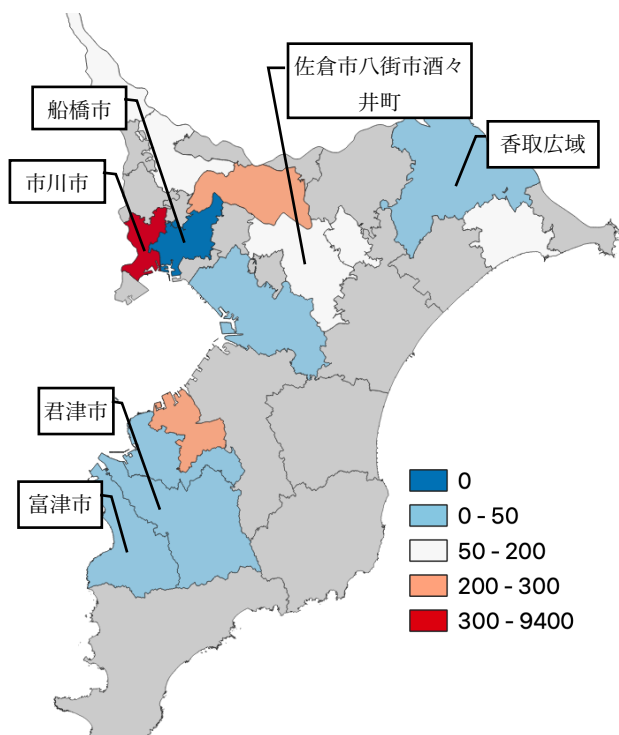 佐倉市八街市酒々
井町
船橋市
香取広域
市川市
君津市
富津市
0
0 - 50
50 - 200
200 - 300
300 - 9400